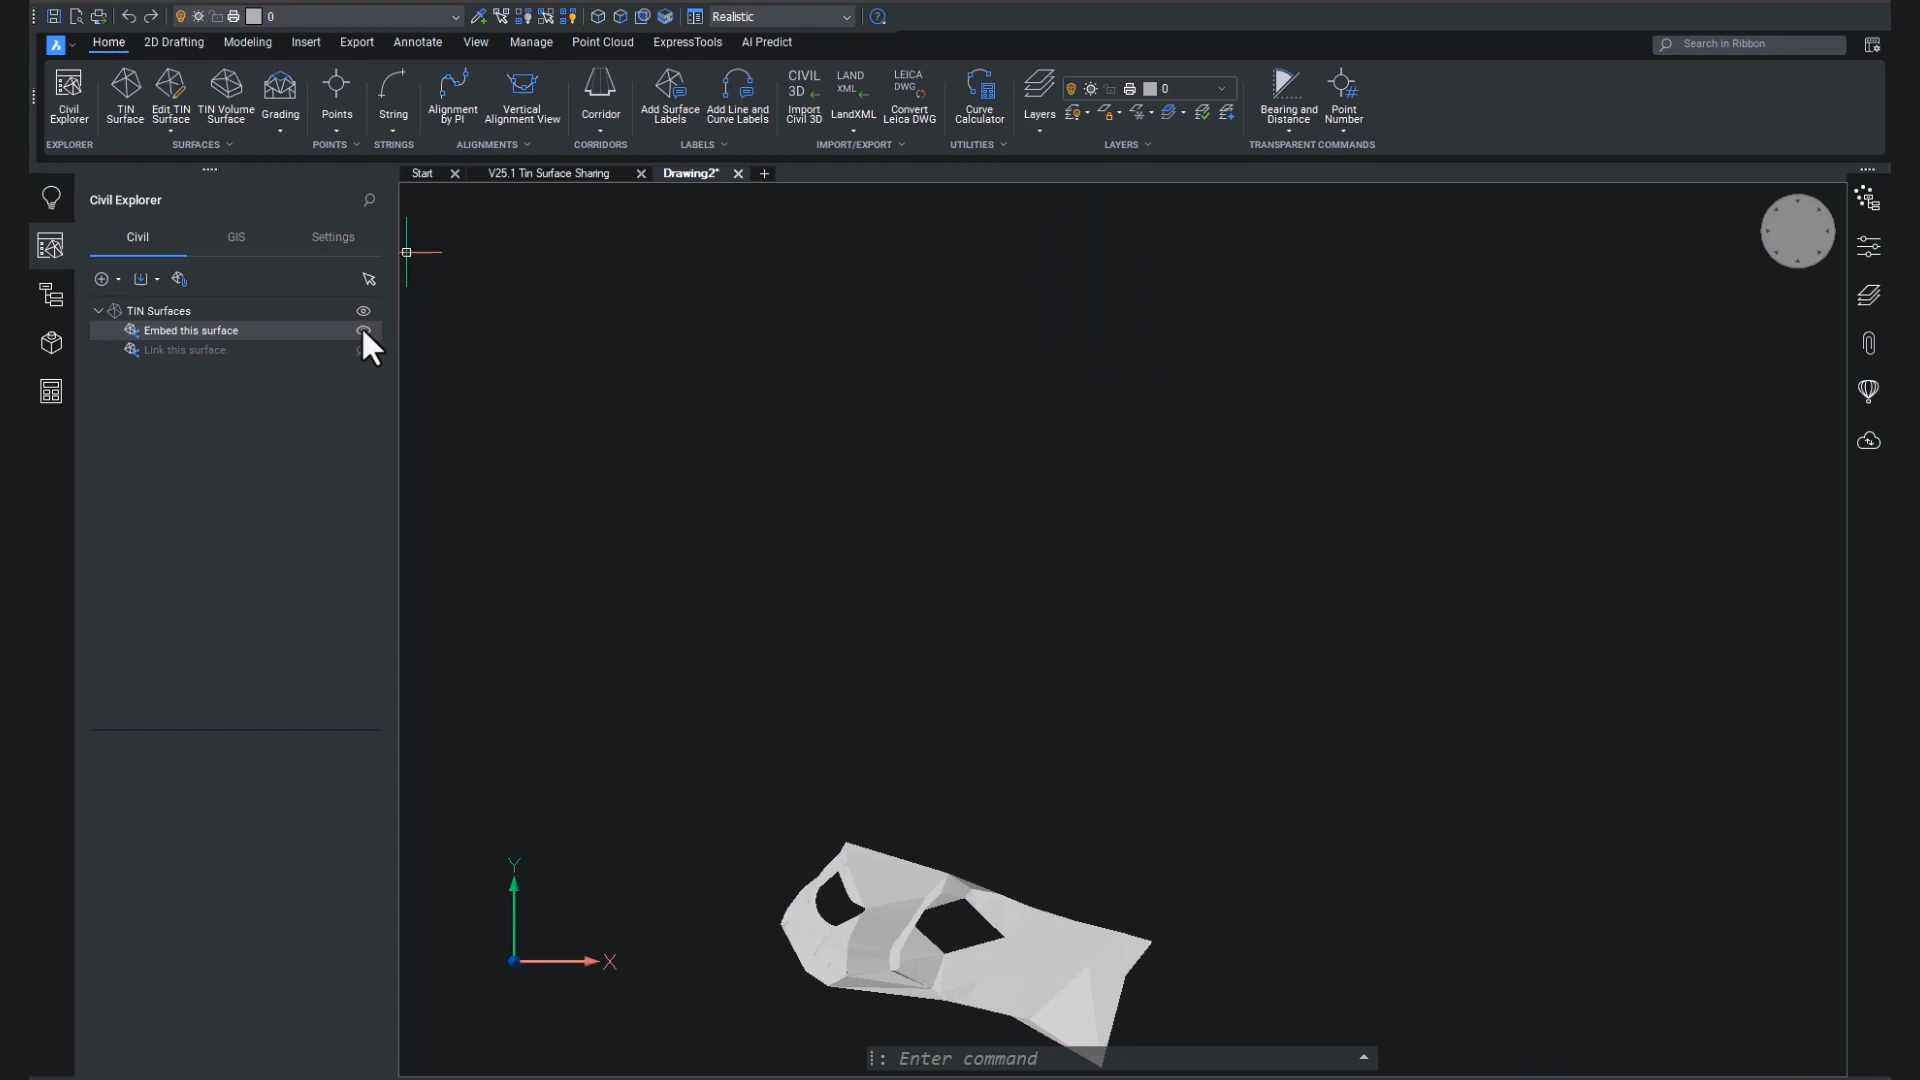 0
Realistic
Home 2D Drafting Modeling Insert Export Annotate View Manage Point Cloud ExpressTools AI Predict
Search in Ribbon
CIVIL 3D
LAND XML
LEICA DWG
0
Civil Explorer
TIN Surface
Edit TIN Surface
TIN Volume Surface
Grading
Points
String
Alignment by PI
Vertical Alignment View
Corridor
Add Surface Labels
Add Line and Curve Labels
Import Civil 3D
LandXML
Convert Leica DWG
Curve Calculator
Layers
Bearing and Distance
Point Number
EXPLORER SURFACES POINTS STRINGS ALIGNMENTS CORRIDORS LABELS IMPORT/EXPORT UTILITIES LAYERS TRANSPARENT COMMANDS
Start V25.1 Tin Surface Sharing Drawing2*
Civil Explorer
Civil GIS Settings
TIN Surfaces
Embed this surface
Link this surface.
Y
X
: Enter command